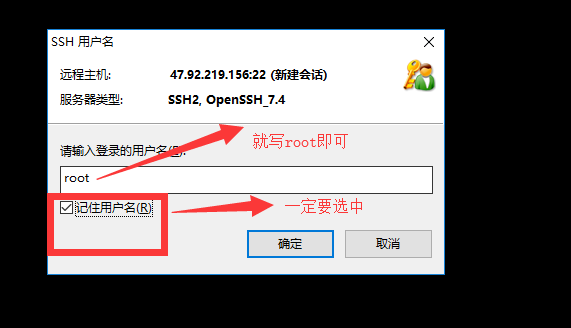 SSH 用户名
远程主机: 47.92.219.156:22 (新建会话)
服务器类型: SSH2, OpenSSH_7.4
请输入登录的用户名(E):
就写root即可
root
记住用户名(R)
一定要选中
确定
取消